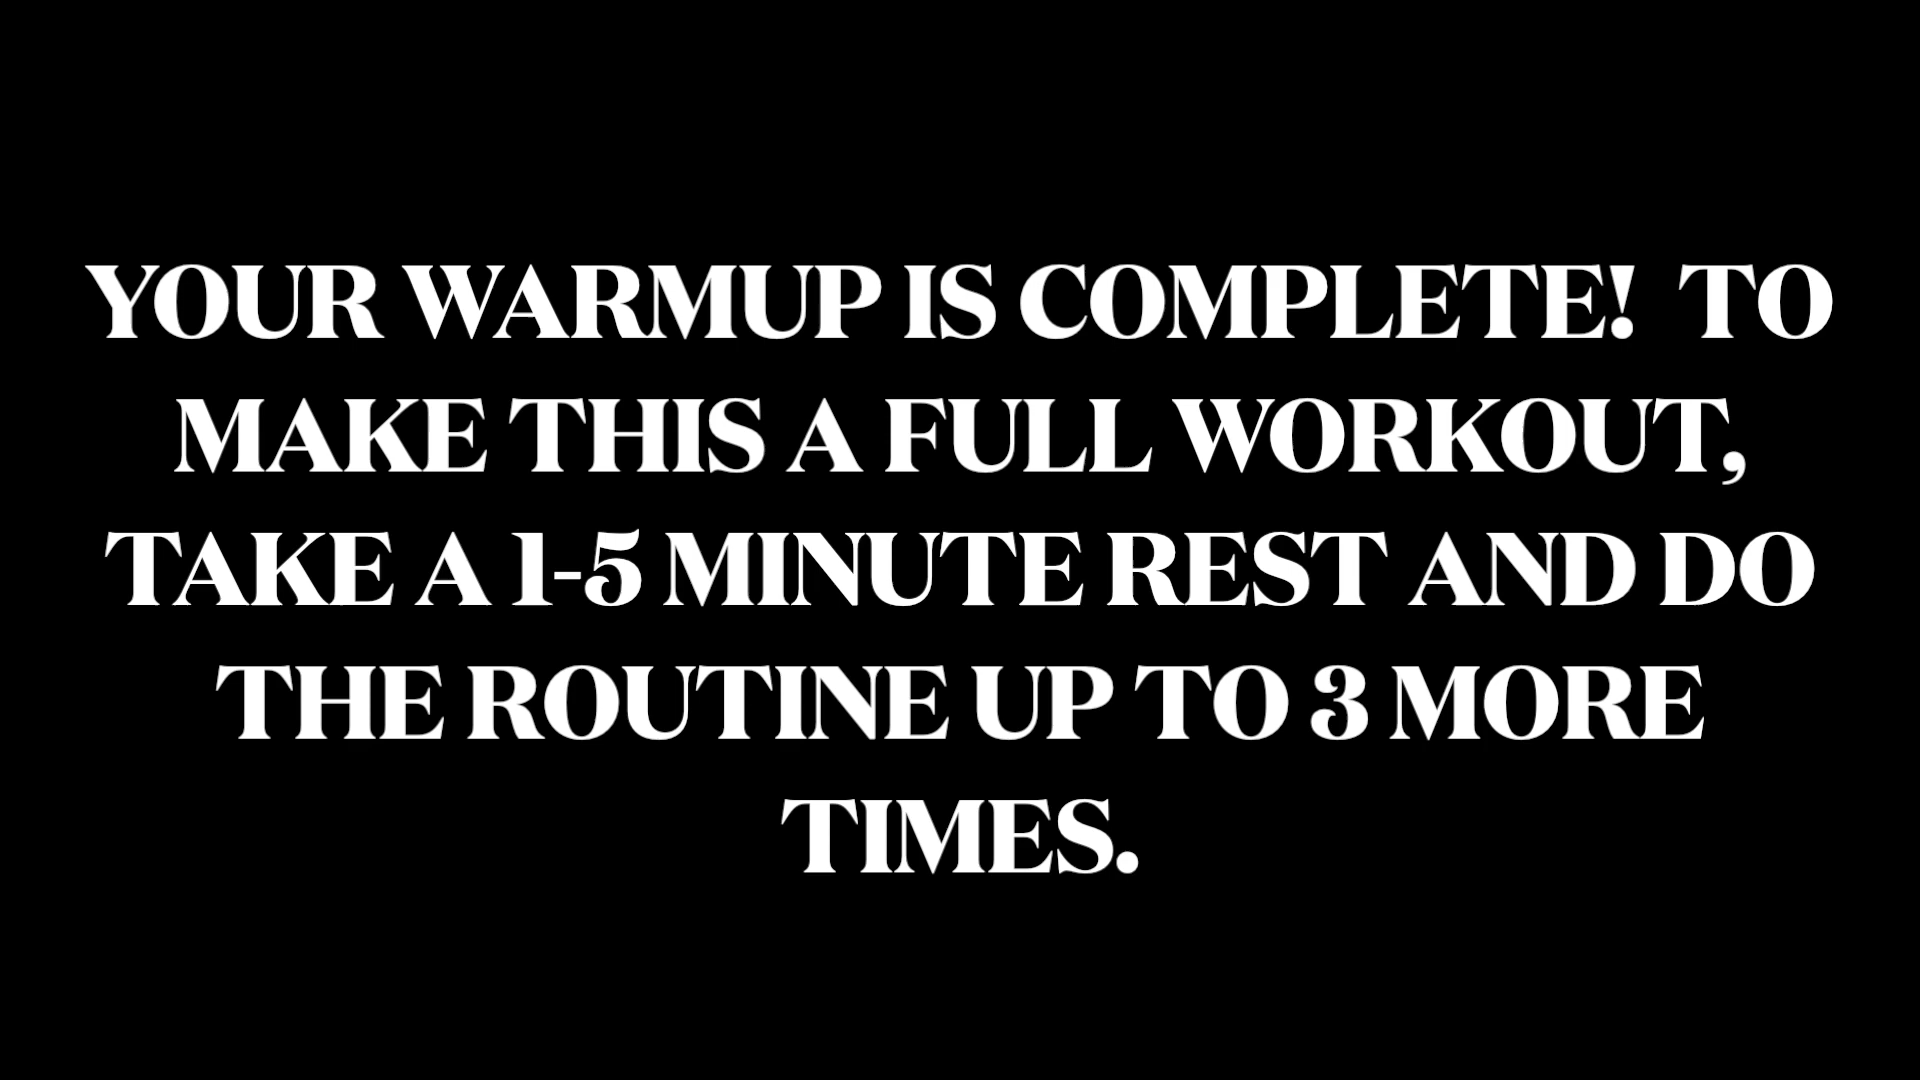 YOUR WARMUP IS COMPLETE!  TO
MAKE THIS A FULL WORKOUT,
TAKE A 1-5 MINUTE REST AND DO
THE ROUTINE UP TO 3 MORE
TIMES.